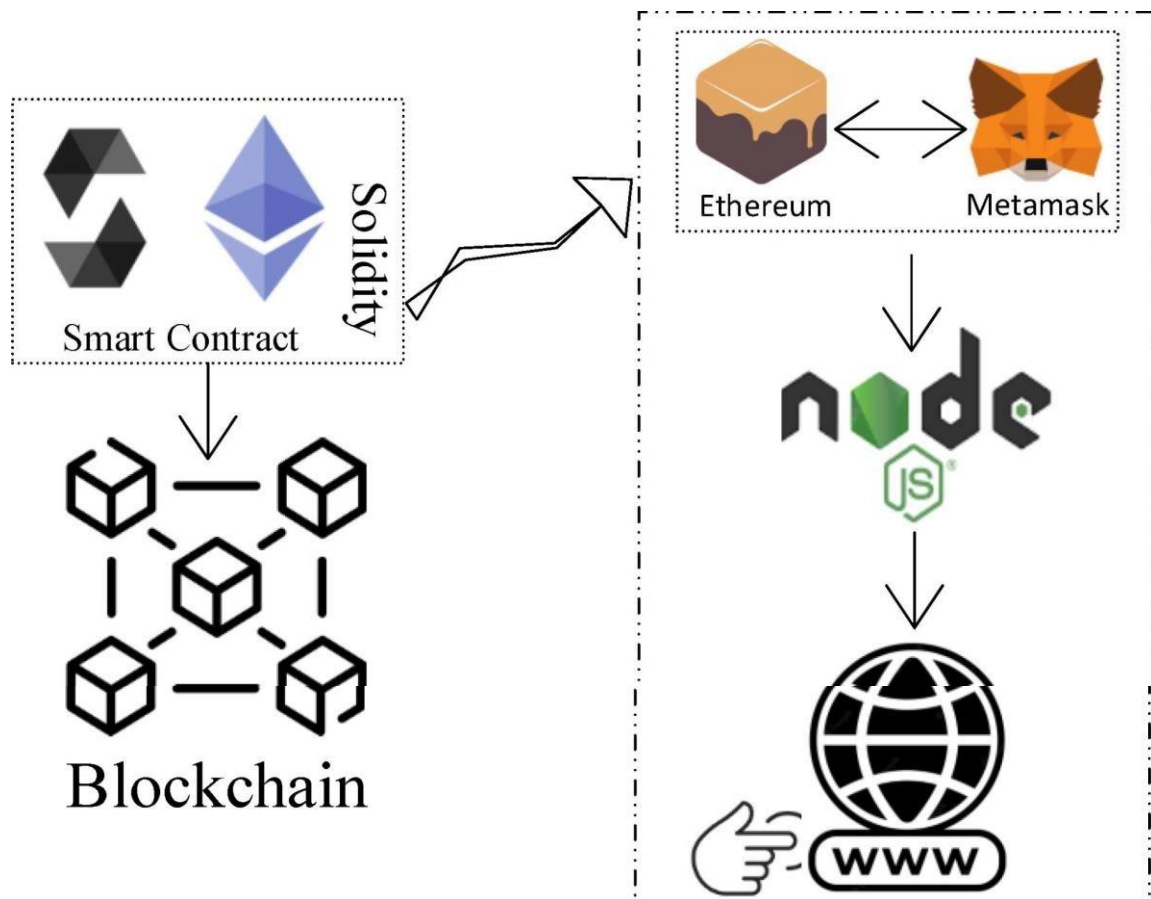 Solidity
Smart Contract
Blockchain
Ethereum
Metamask
node
JS®
WWW